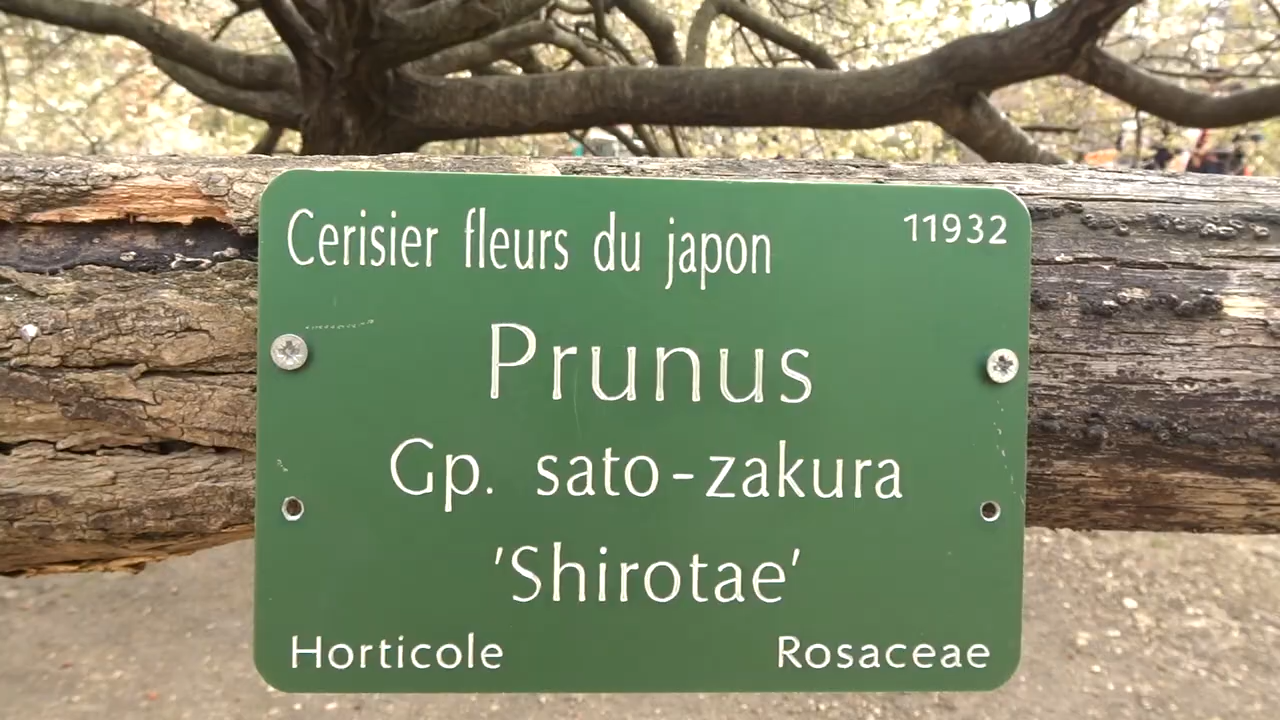 Cerisier fleurs du japon
11932
Prunus
Gp. sato-zakura
'Shirotae'
Horticole
Rosaceae